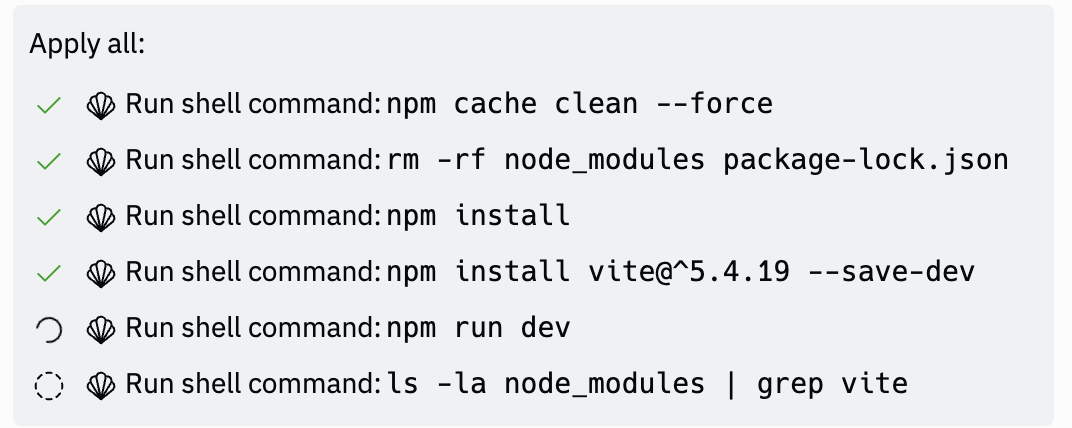 Apply all:
Run shell command: npm cache clean --force
Run shell command: rm -rf node_modules package-lock.json
Run shell command: npm install
Run shell command: npm install vite@^5.4.19 --save-dev
Run shell command: npm run dev
Run shell command: ls -la node_modules | grep vite